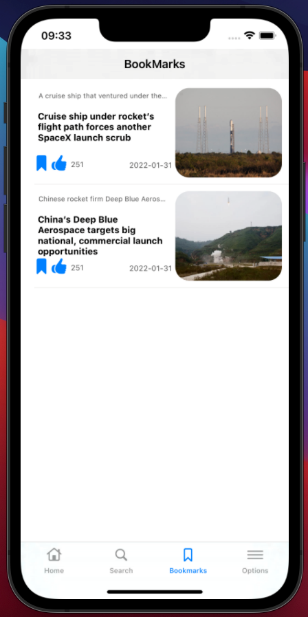 09:33
BookMarks
A cruise ship that ventured under the...
Cruise ship under rocket's
flight path forces another
SpaceX launch scrub
251
2022-01-31
Chinese rocket firm Deep Blue Aeros...
China's Deep Blue
Aerospace targets big
national, commercial launch
opportunities
251
2022-01-31
Home
Search
Bookmarks
Options